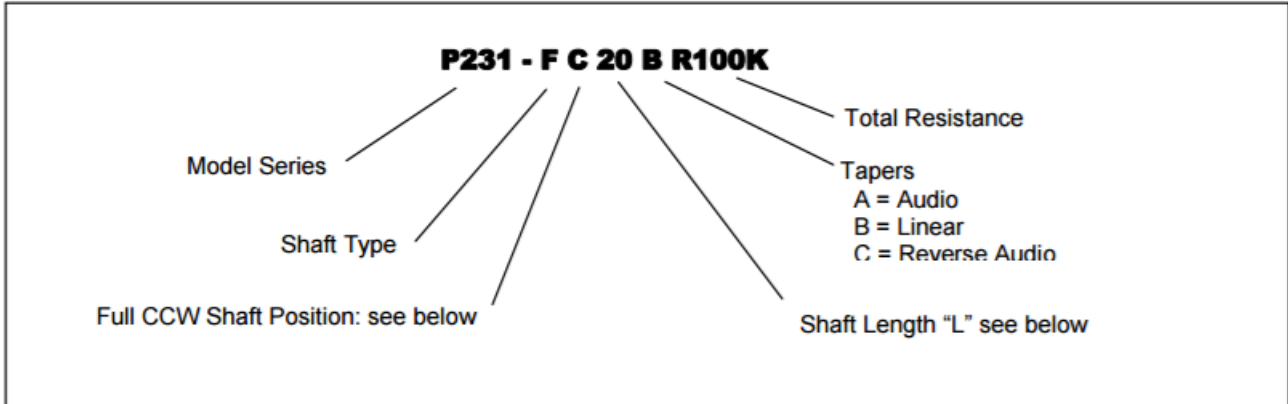 P231 - F C 20 B R100K
Total Resistance
Model Series
Tapers
A = Audio
B = Linear
C = Reverse Audio
Shaft Type
Full CCW Shaft Position: see below
Shaft Length “L” see below